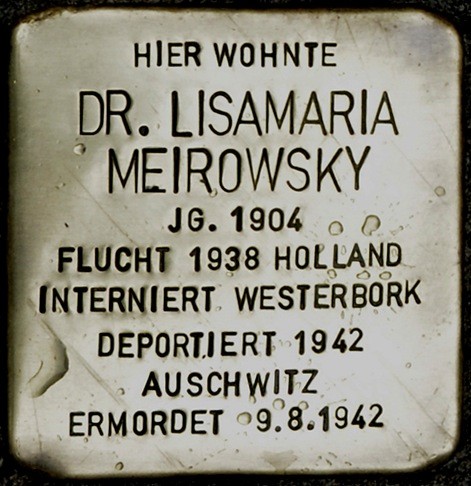 HIER WOHNTE
DR. LISAMARIA
MEIROWSKY
JG. 1904
FLUCHT 1938 HOLLAND
INTERNIERT WESTERBORK
DEPORTIERT 1942
AUSCHWITZ
ERMORDET 9.8.1942